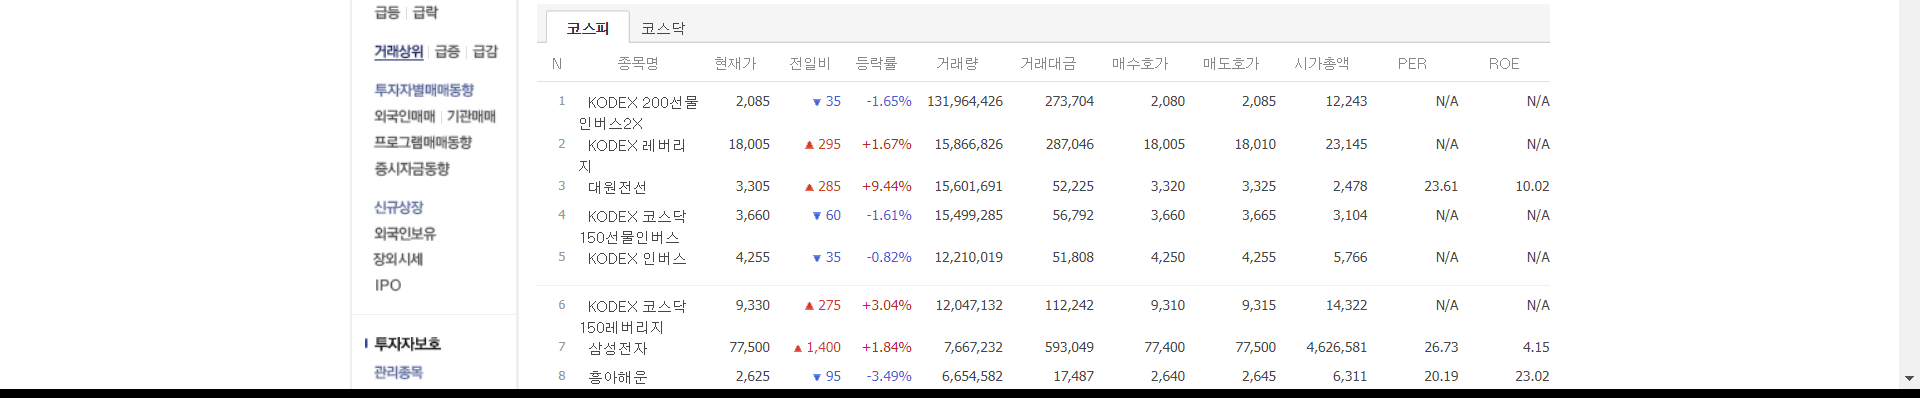 급등 | 급락
거래상위 | 급증 | 급감
투자자별매매동향
외국인매매 | 기관매매
프로그램매매동향
증시자금동향
신규상장
외국인보유
장외시세
IPO
투자자보호
관리종목
코스피 코스닥
N 종목명 현재가 전일비 등락률 거래량 거래대금 매수호가 매도호가 시가총액 PER ROE
1 KODEX 200선물 2,085 ▼ 35 -1.65% 131,964,426 273,704 2,080 2,085 12,243 N/A N/A
인버스2X
2 KODEX 레버리 18,005 ▲ 295 +1.67% 15,866,826 287,046 18,005 18,010 23,145 N/A N/A
지
3 대원전선 3,305 ▲ 285 +9.44% 15,601,691 52,225 3,320 3,325 2,478 23.61 10.02
4 KODEX 코스닥 3,660 ▼ 60 -1.61% 15,499,285 56,792 3,660 3,665 3,104 N/A N/A
150선물인버스
5 KODEX 인버스 4,255 ▼ 35 -0.82% 12,210,019 51,808 4,250 4,255 5,766 N/A N/A
6 KODEX 코스닥 9,330 ▲ 275 +3.04% 12,047,132 112,242 9,310 9,315 14,322 N/A N/A
150레버리지
7 삼성전자 77,500 ▲ 1,400 +1.84% 7,667,232 593,049 77,400 77,500 4,626,581 26.73 4.15
8 흥아해운 2,625 ▼ 95 -3.49% 6,654,582 17,487 2,640 2,645 6,311 20.19 23.02